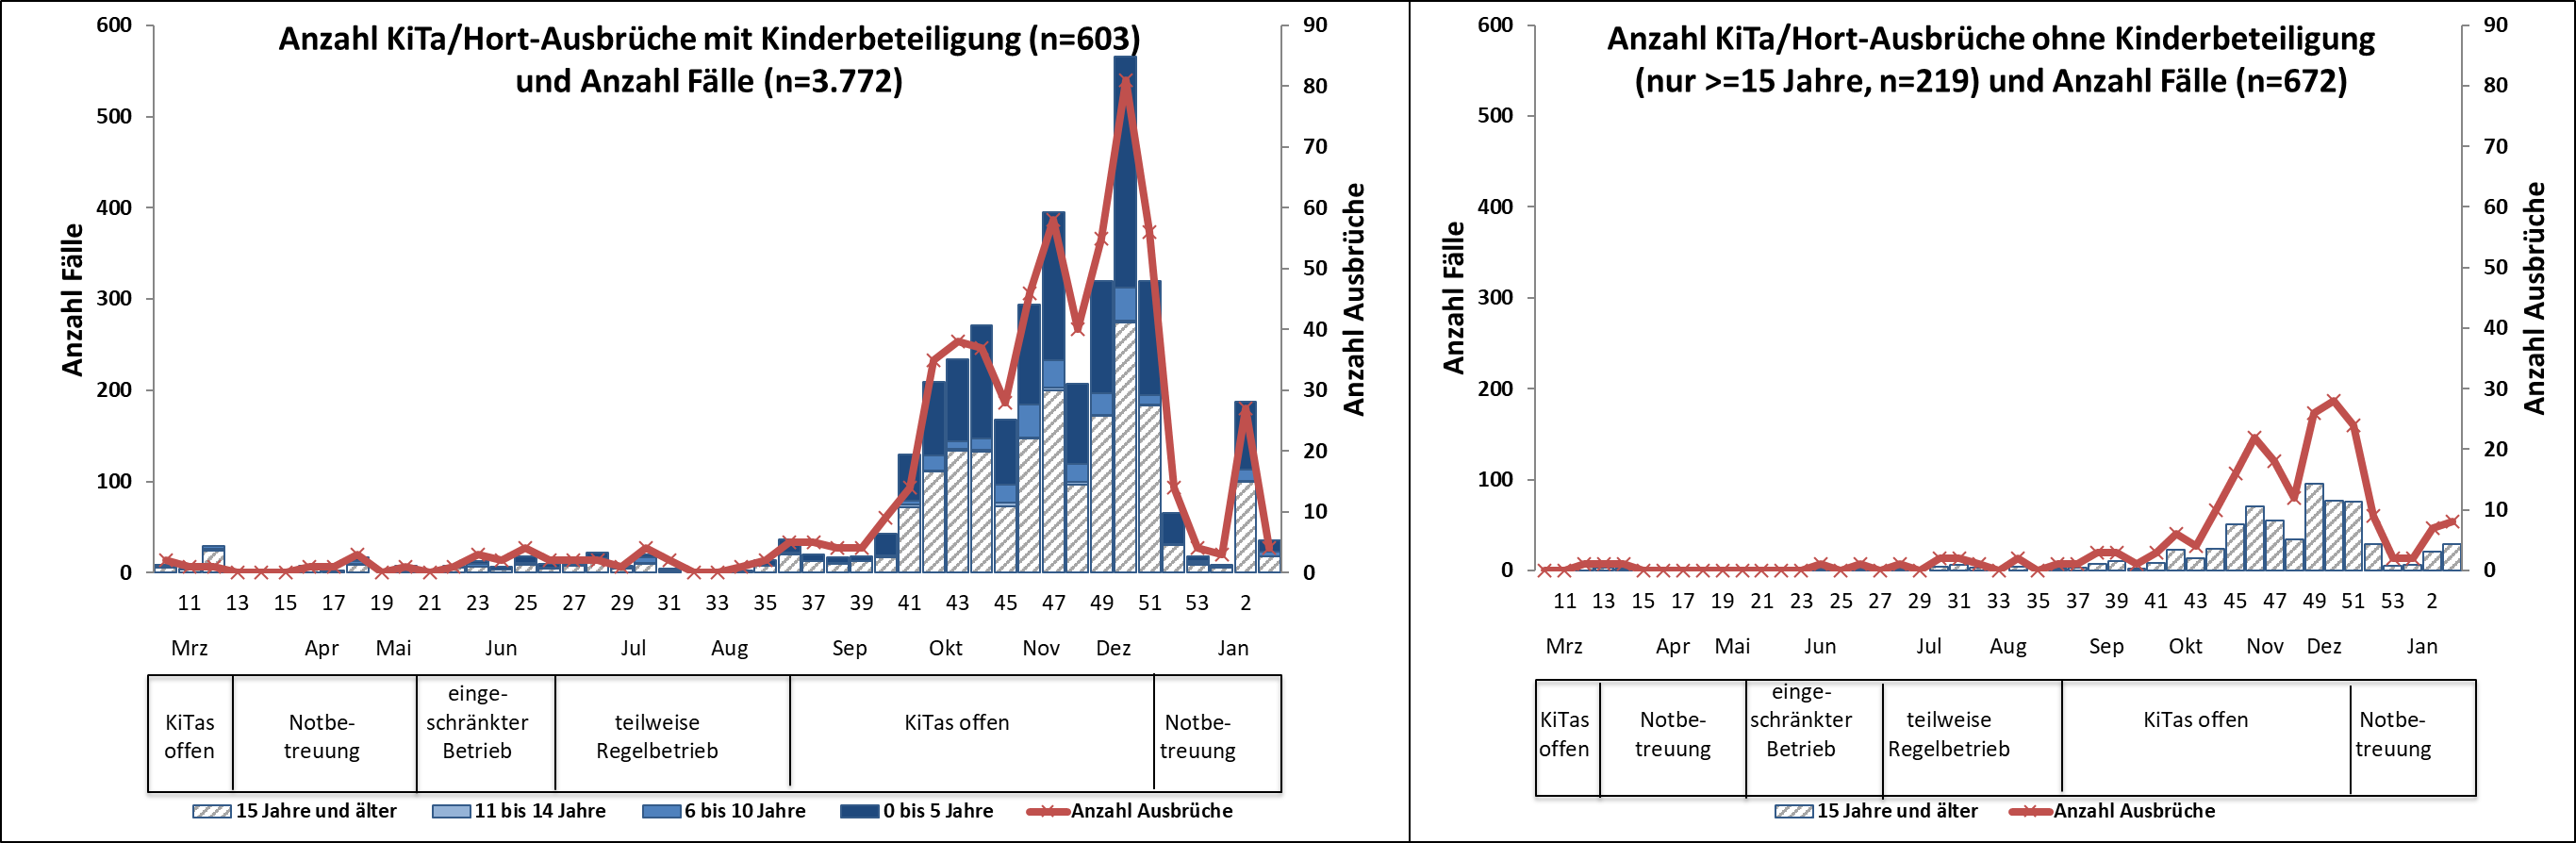 Anzahl KiTa/Hort-Ausbrüche mit Kinderbeteiligung (n=603)
und Anzahl Fälle (n=3.772)
Anzahl Fälle
600
500
400
300
200
100
0
90
80
70
60
50
40
30
20
10
0
Anzahl Ausbrüche
11 13 15 17 19 21 23 25 27 29 31 33 35 37 39 41 43 45 47 49 51 53 2
Mrz Apr Mai Jun Jul Aug Sep Okt Nov Dez Jan
KiTas
offen
Notbe-
treuung
einge-
schränkter
Betrieb
teilweise
Regelbetrieb
KiTas offen
Notbe-
treuung
15 Jahre und älter 11 bis 14 Jahre 6 bis 10 Jahre 0 bis 5 Jahre Anzahl Ausbrüche
Anzahl KiTa/Hort-Ausbrüche ohne Kinderbeteiligung
(nur >=15 Jahre, n=219) und Anzahl Fälle (n=672)
Anzahl Fälle
600
500
400
300
200
100
0
90
80
70
60
50
40
30
20
10
0
Anzahl Ausbrüche
11 13 15 17 19 21 23 25 27 29 31 33 35 37 39 41 43 45 47 49 51 53 2
Mrz Apr Mai Jun Jul Aug Sep Okt Nov Dez Jan
KiTas
offen
Notbe-
treuung
einge-
schränkter
Betrieb
teilweise
Regelbetrieb
KiTas offen
Notbe-
treuung
15 Jahre und älter Anzahl Ausbrüche